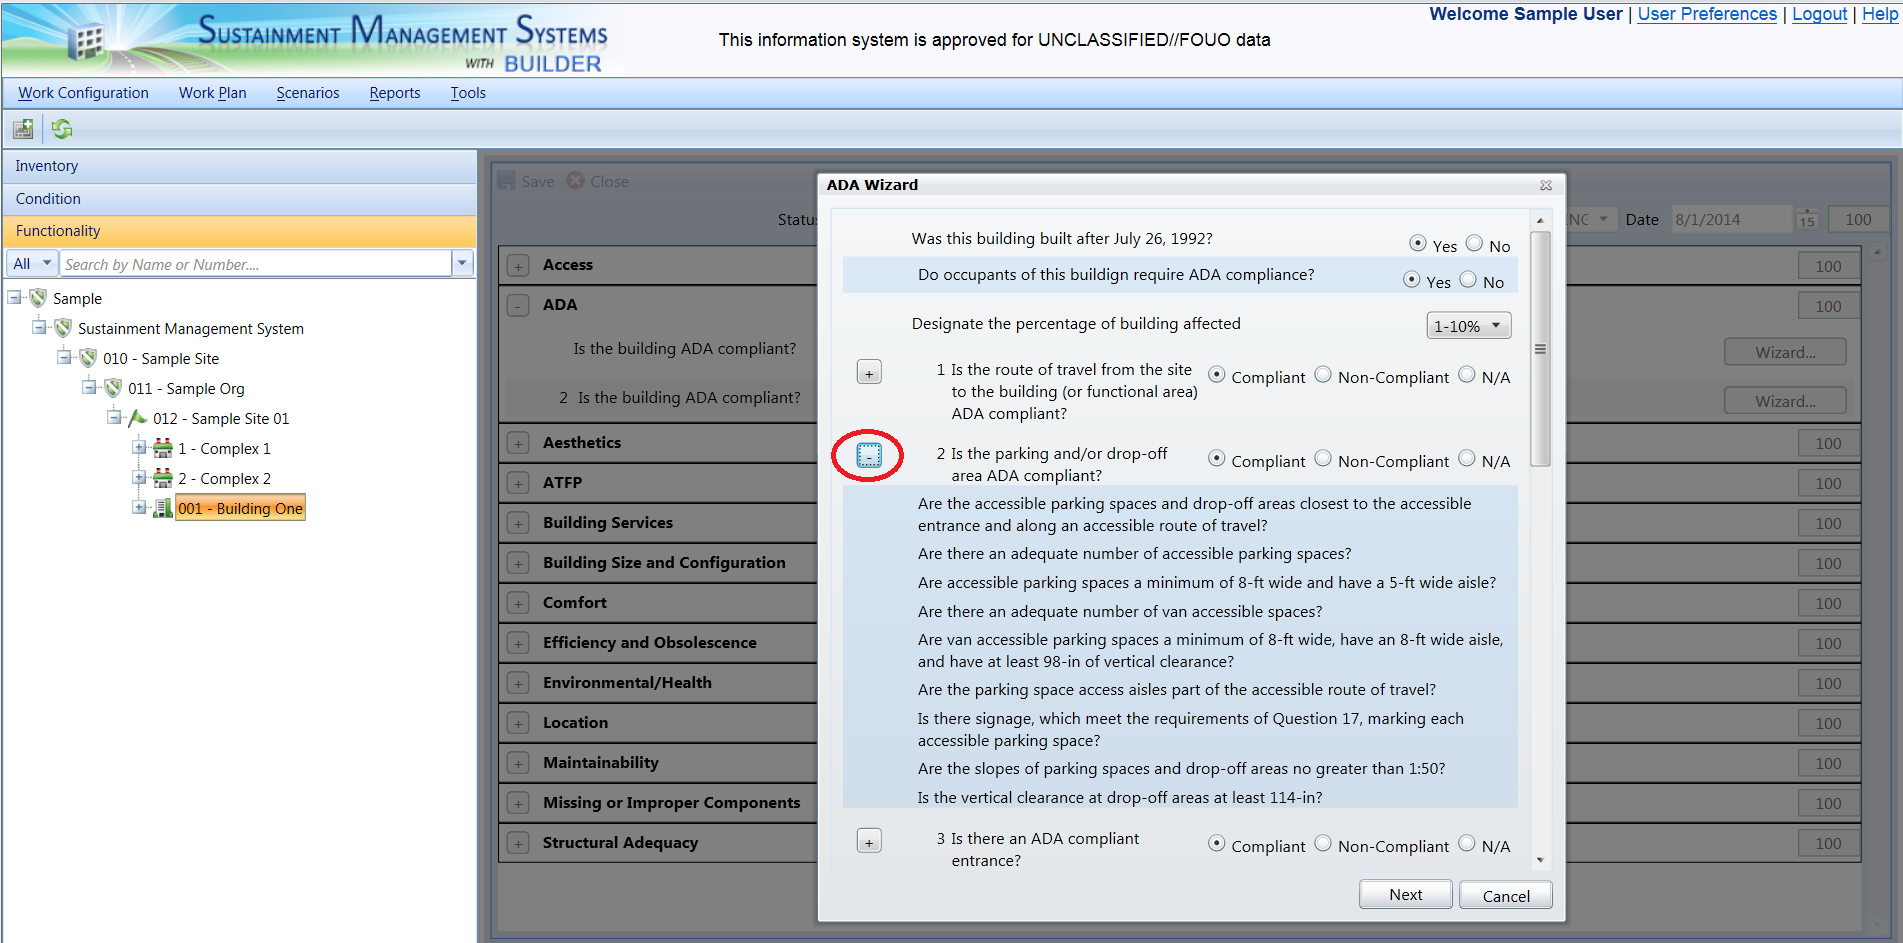 SUSTAINMENT MANAGEMENT SYSTEMS
WITH BUILDER
This information system is approved for UNCLASSIFIED//FOUO data
Welcome Sample User | User Preferences | Logout | Help
Work Configuration Work Plan Scenarios Reports Tools
Inventory
Condition
Functionality
All Search by Name or Number....
Sample
Sustainment Management System
010 - Sample Site
011 - Sample Org
012 - Sample Site 01
1 - Complex 1
2 - Complex 2
001 - Building One
Save Close
Date 8/1/2014 15 100
Access 100
ADA 100
Is the building ADA compliant? Wizard...
2 Is the building ADA compliant? Wizard...
Aesthetics 100
ATFP 100
Building Services 100
Building Size and Configuration 100
Comfort 100
Efficiency and Obsolescence 100
Environmental/Health 100
Location 100
Maintainability 100
Missing or Improper Components 100
Structural Adequacy 100
ADA Wizard
Was this building built after July 26, 1992? Yes No
Do occupants of this buildign require ADA compliance? Yes No
Designate the percentage of building affected 1-10%
+ 1 Is the route of travel from the site Compliant Non-Compliant N/A
to the building (or functional area)
ADA compliant?
- 2 Is the parking and/or drop-off Compliant Non-Compliant N/A
area ADA compliant?
Are the accessible parking spaces and drop-off areas closest to the accessible
entrance and along an accessible route of travel?
Are there an adequate number of accessible parking spaces?
Are accessible parking spaces a minimum of 8-ft wide and have a 5-ft wide aisle?
Are there an adequate number of van accessible spaces?
Are van accessible parking spaces a minimum of 8-ft wide, have an 8-ft wide aisle,
and have at least 98-in of vertical clearance?
Are the parking space access aisles part of the accessible route of travel?
Is there signage, which meet the requirements of Question 17, marking each
accessible parking space?
Are the slopes of parking spaces and drop-off areas no greater than 1:50?
Is the vertical clearance at drop-off areas at least 114-in?
+ 3 Is there an ADA compliant Compliant Non-Compliant N/A
entrance?
Next Cancel